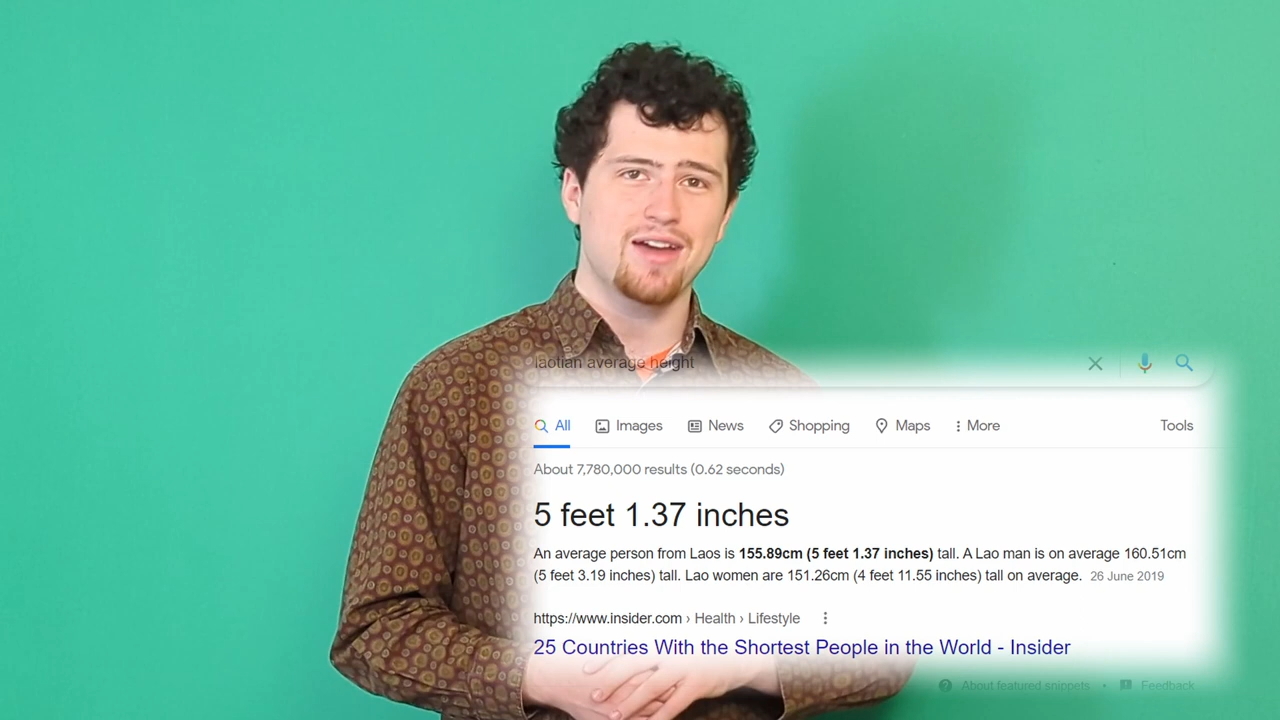 laotian average height
All Images News Shopping Maps More Tools
About 7,780,000 results (0.62 seconds)
5 feet 1.37 inches
An average person from Laos is 155.89cm (5 feet 1.37 inches) tall. A Lao man is on average 160.51cm
(5 feet 3.19 inches) tall. Lao women are 151.26cm (4 feet 11.55 inches) tall on average. 26 June 2019
https://www.insider.com › Health › Lifestyle
25 Countries With the Shortest People in the World - Insider
About featured snippets • Feedback